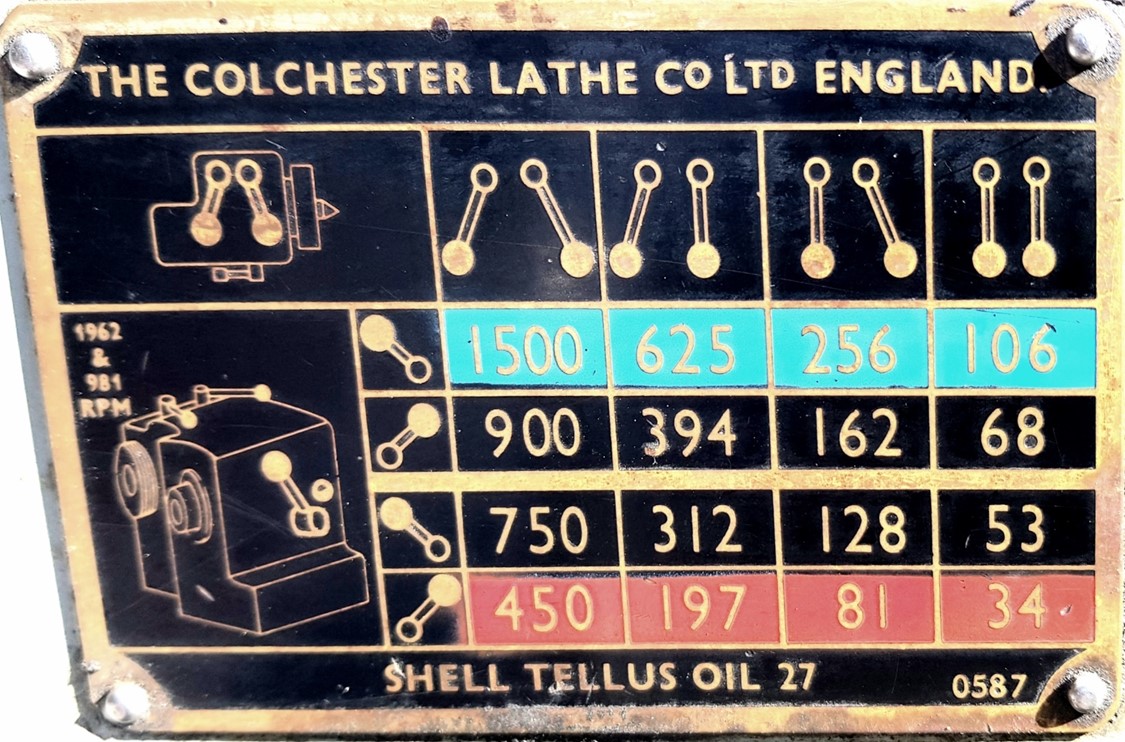 THE COLCHESTER LATHE CO LTD ENGLAND.
1962
&
981
RPM
1500 625 256 106
900 394 162 68
750 312 128 53
450 197 81 34
SHELL TELLUS OIL 27
0587